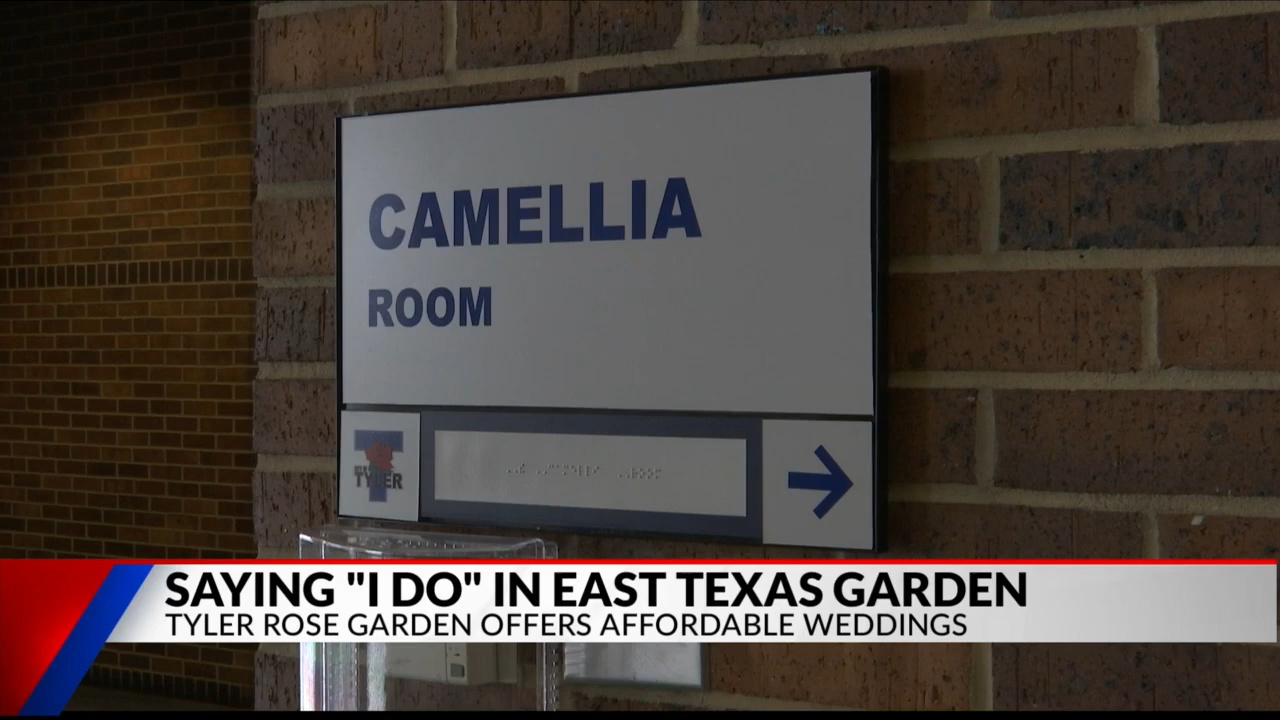 CAMELLIA
ROOM
TYLER
SAYING "I DO" IN EAST TEXAS GARDEN
TYLER ROSE GARDEN OFFERS AFFORDABLE WEDDINGS